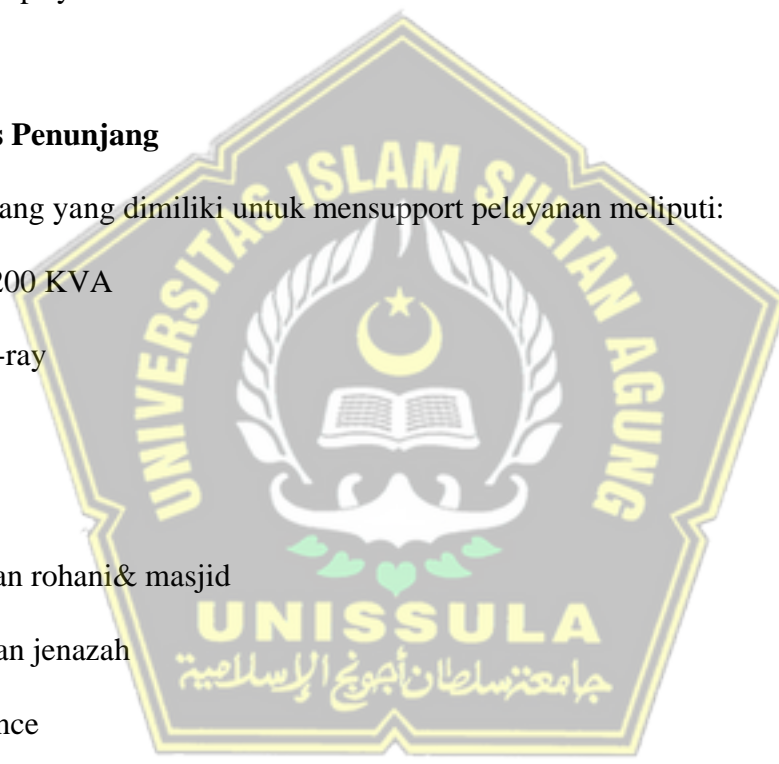 s Penunjang
ang yang dimiliki untuk mensupport pelayanan meliputi:
200 KVA
-ray
an rohani& masjid
an jenazah
nce
UNIVERSITAS ISLAM SULTAN AGUNG
UNISSULA
جامعة سلطان أجونج الإسلامية